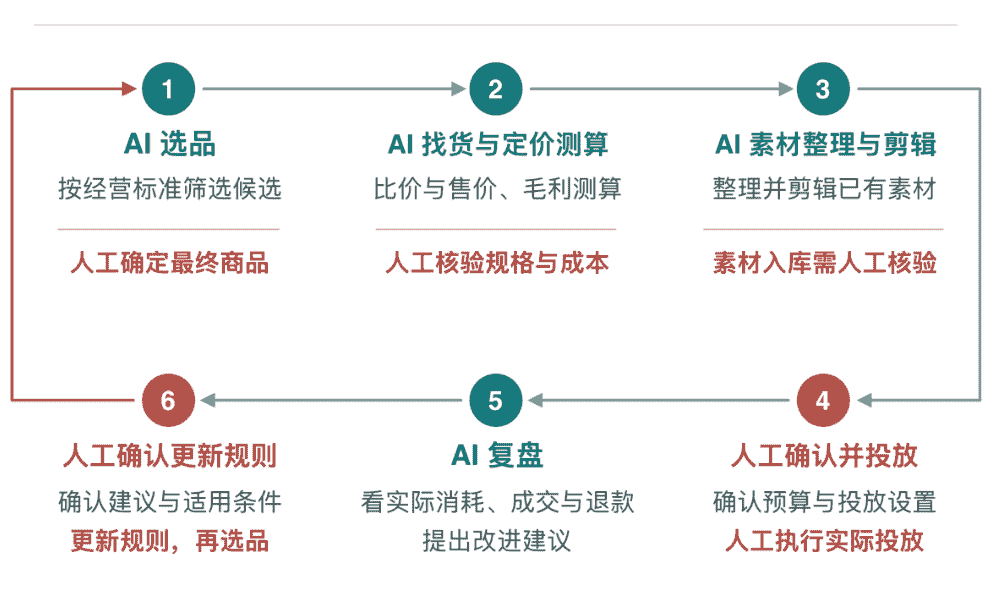 1
AI 选品
按经营标准筛选候选
人工确定最终商品
2
AI 找货与定价测算
比价与售价、毛利测算
人工核验规格与成本
3
AI 素材整理与剪辑
整理并剪辑已有素材
素材入库需人工核验
4
人工确认并投放
确认预算与投放设置
人工执行实际投放
5
AI 复盘
看实际消耗、成交与退款
提出改进建议
6
人工确认更新规则
确认建议与适用条件
更新规则，再选品